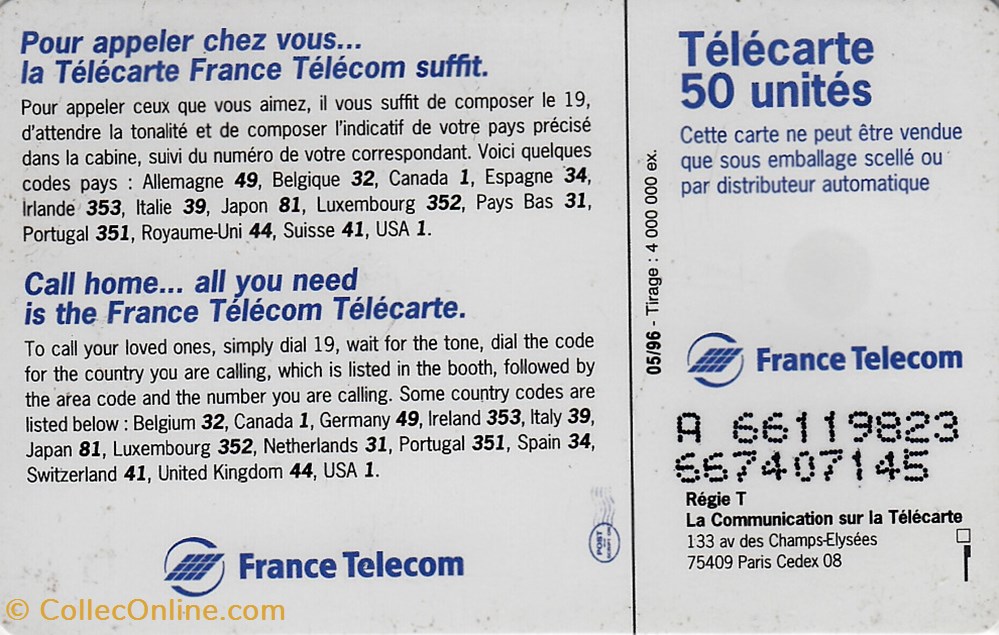 Pour appeler chez vous...
la Télécarte France Télécom suffit.
Pour appeler ceux que vous aimez, il vous suffit de composer le 19,
d'attendre la tonalité et de composer l'indicatif de votre pays précisé
dans la cabine, suivi du numéro de votre correspondant. Voici quelques
codes pays : Allemagne 49, Belgique 32, Canada 1, Espagne 34,
Irlande 353, Italie 39, Japon 81, Luxembourg 352, Pays Bas 31,
Portugal 351, Royaume-Uni 44, Suisse 41, USA 1.
Call home... all you need
is the France Télécom Télécarte.
To call your loved ones, simply dial 19, wait for the tone, dial the code
for the country you are calling, which is listed in the booth, followed by
the area code and the number you are calling. Some country codes are
listed below : Belgium 32, Canada 1, Germany 49, Ireland 353, Italy 39,
Japan 81, Luxembourg 352, Netherlands 31, Portugal 351, Spain 34,
Switzerland 41, United Kingdom 44, USA 1.
POST
France Telecom
05/96 - Tirage : 4 000 000 ex.
Télécarte
50 unités
Cette carte ne peut être vendue
que sous emballage scellé ou
par distributeur automatique
France Telecom
A 66119823
667407145
Régie T
La Communication sur la Télécarte
133 av des Champs-Elysées
75409 Paris Cedex 08
© CollecOnline.com